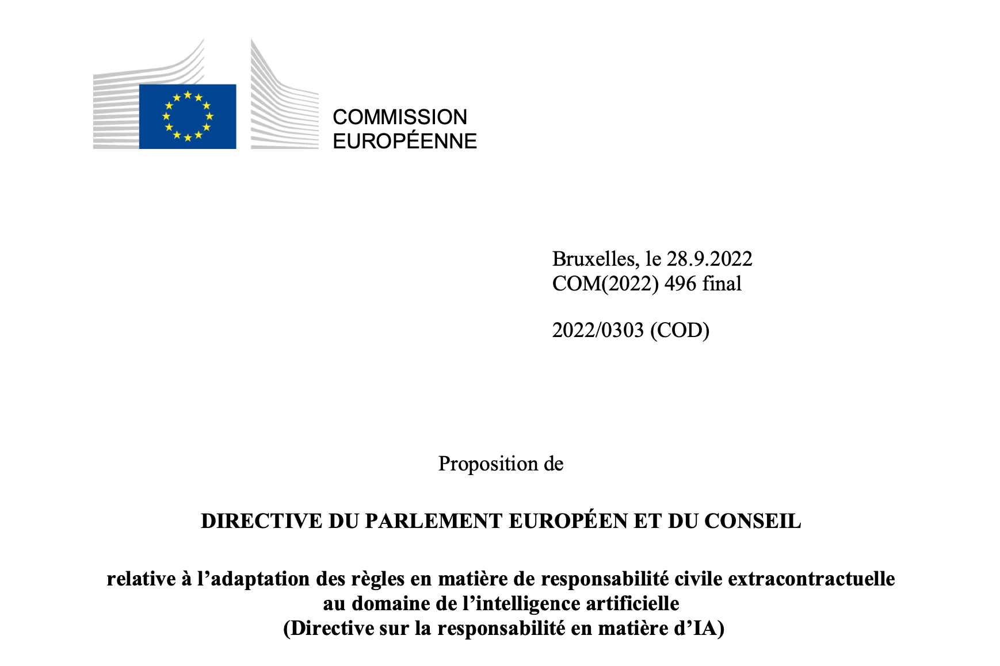 COMMISSION
EUROPÉENNE
Bruxelles, le 28.9.2022
COM(2022) 496 final
2022/0303 (COD)
Proposition de
DIRECTIVE DU PARLEMENT EUROPÉEN ET DU CONSEIL
relative à l’adaptation des règles en matière de responsabilité civile extracontractuelle
au domaine de l’intelligence artificielle
(Directive sur la responsabilité en matière d’IA)